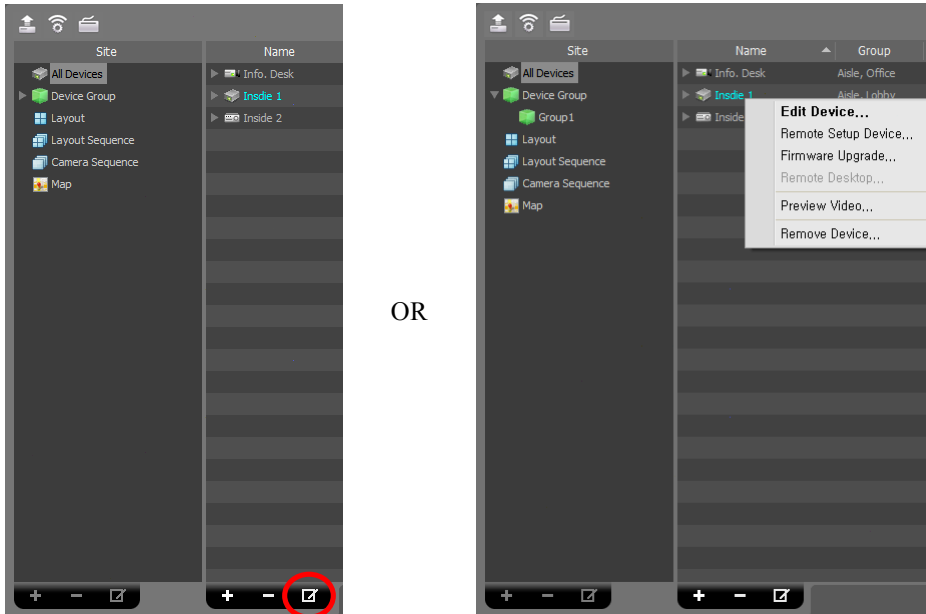 Site
Name
All Devices
Info. Desk
Device Group
Insdie 1
Layout
Inside 2
Layout Sequence
Camera Sequence
Map
OR
Site
Name
Group
All Devices
Info. Desk
Aisle, Office
Device Group
Insdie 1
Aisle, Lobby
Group1
Inside
Layout
Layout Sequence
Camera Sequence
Map
Edit Device...
Remote Setup Device...
Firmware Upgrade...
Remote Desktop...
Preview Video...
Remove Device...